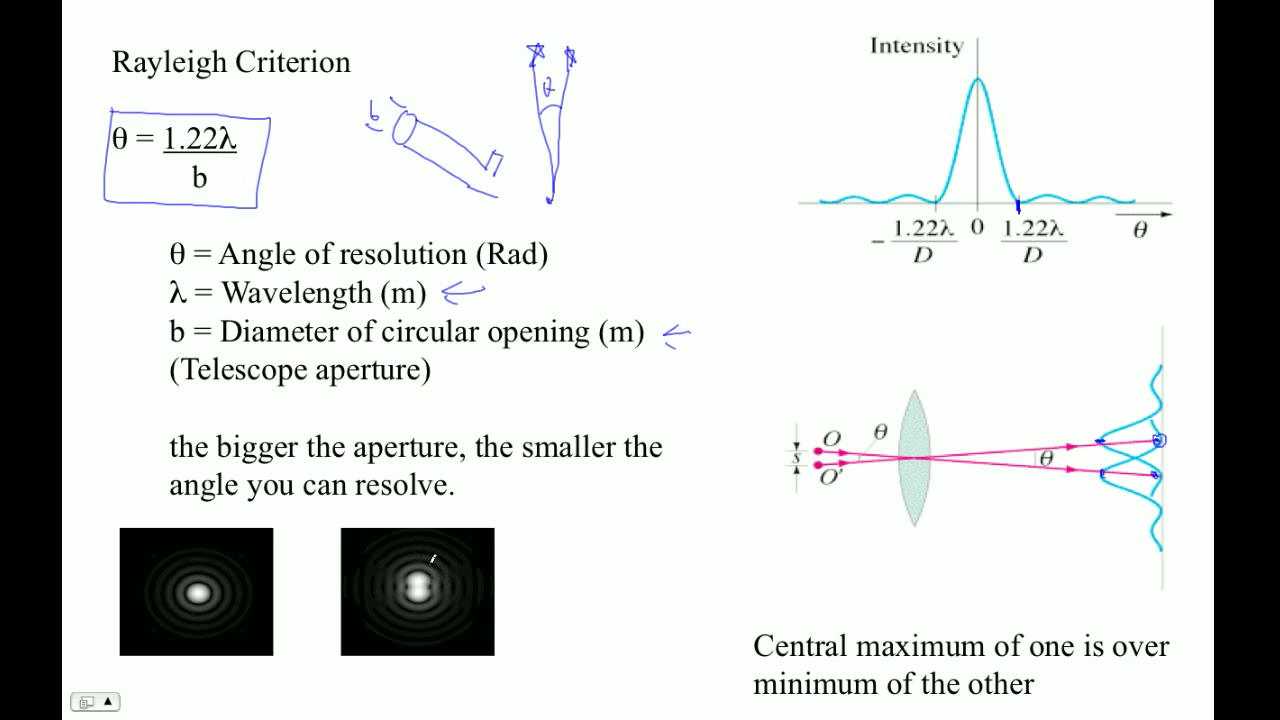 Rayleigh Criterion
θ = 1.22λ
b
b
θ
θ = Angle of resolution (Rad)
λ = Wavelength (m)
b = Diameter of circular opening (m)
(Telescope aperture)
the bigger the aperture, the smaller the
angle you can resolve.
Intensity
− 1.22λ 0 1.22λ θ
D D
O θ
s θ
O'
Central maximum of one is over
minimum of the other